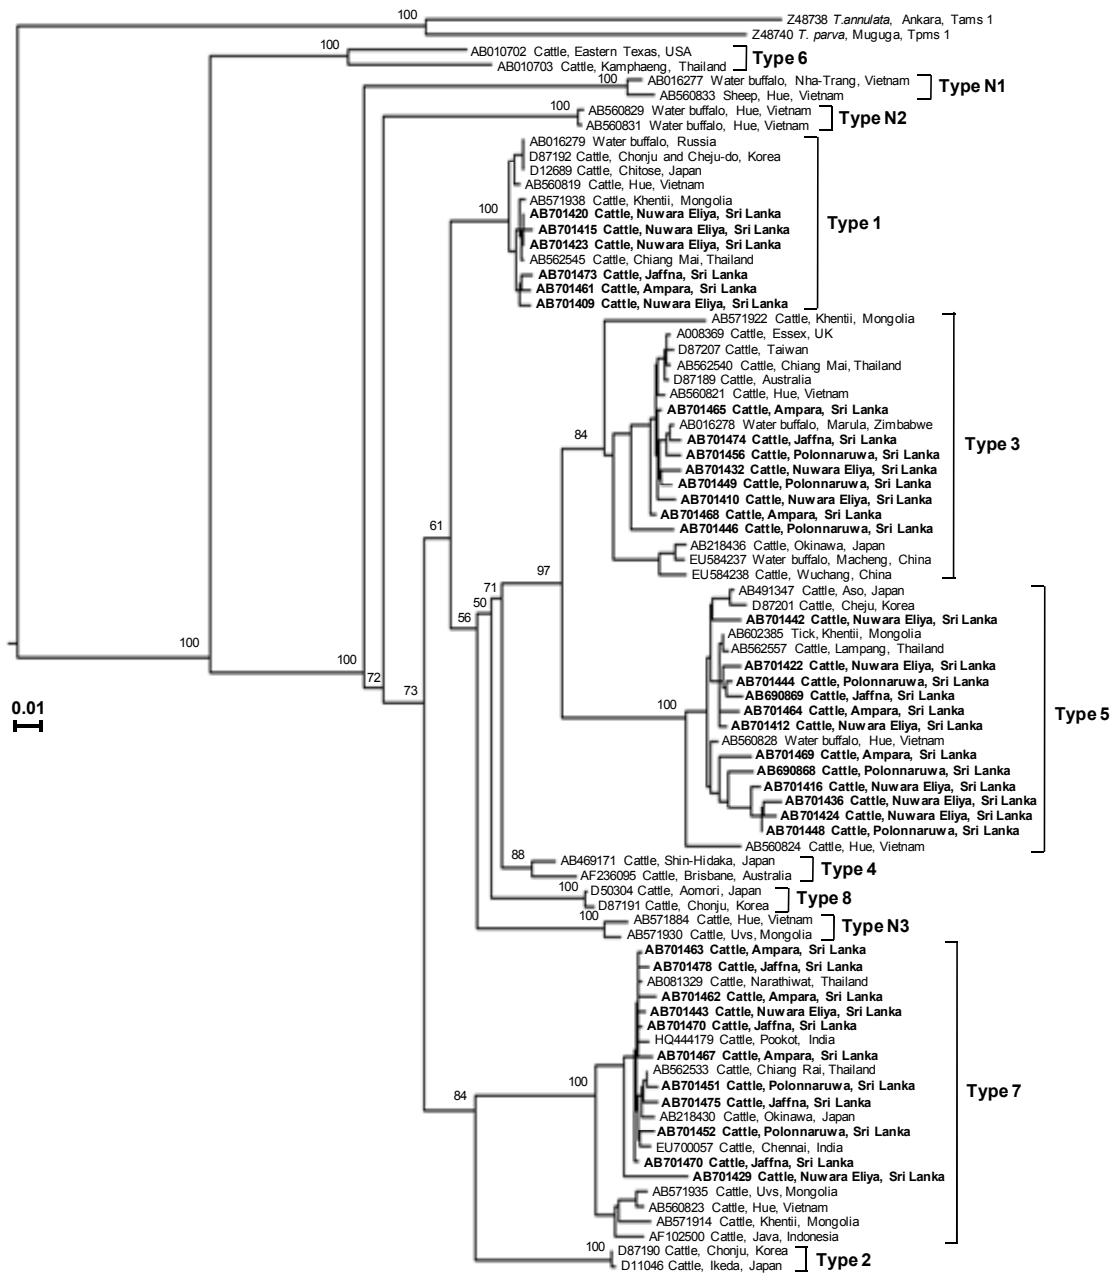 100
Z48738 T.annulata, Ankara, Tams 1
Z48740 T. parva, Muguga, Tpms 1
100
AB010702 Cattle, Eastern Texas, USA
AB010703 Cattle, Kamphaeng, Thailand
Type 6
100
AB016277 Water buffalo, Nha-Trang, Vietnam
AB560833 Sheep, Hue, Vietnam
Type N1
100
AB560829 Water buffalo, Hue, Vietnam
AB560831 Water buffalo, Hue, Vietnam
Type N2
AB016279 Water buffalo, Russia
D87192 Cattle, Chonju and Cheju-do, Korea
D12689 Cattle, Chitose, Japan
AB560819 Cattle, Hue, Vietnam
AB571938 Cattle, Khentii, Mongolia
100
AB701420 Cattle, Nuwara Eliya, Sri Lanka
AB701415 Cattle, Nuwara Eliya, Sri Lanka
Type 1
AB701423 Cattle, Nuwara Eliya, Sri Lanka
AB562545 Cattle, Chiang Mai, Thailand
AB701473 Cattle, Jaffna, Sri Lanka
AB701461 Cattle, Ampara, Sri Lanka
AB701409 Cattle, Nuwara Eliya, Sri Lanka
AB571922 Cattle, Khentii, Mongolia
A008369 Cattle, Essex, UK
D87207 Cattle, Taiwan
AB562540 Cattle, Chiang Mai, Thailand
D87189 Cattle, Australia
AB560821 Cattle, Hue, Vietnam
AB701465 Cattle, Ampara, Sri Lanka
AB016278 Water buffalo, Marula, Zimbabwe
84
AB701474 Cattle, Jaffna, Sri Lanka
Type 3
AB701456 Cattle, Polonnaruwa, Sri Lanka
AB701432 Cattle, Nuwara Eliya, Sri Lanka
AB701449 Cattle, Polonnaruwa, Sri Lanka
AB701410 Cattle, Nuwara Eliya, Sri Lanka
AB701468 Cattle, Ampara, Sri Lanka
AB701446 Cattle, Polonnaruwa, Sri Lanka
61
AB218436 Cattle, Okinawa, Japan
EU584237 Water buffalo, Macheng, China
97
EU584238 Cattle, Wuchang, China
71
AB491347 Cattle, Aso, Japan
50
D87201 Cattle, Cheju, Korea
56
AB701442 Cattle, Nuwara Eliya, Sri Lanka
AB602385 Tick, Khentii, Mongolia
100
AB562557 Cattle, Lampang, Thailand
100
AB701422 Cattle, Nuwara Eliya, Sri Lanka
72
AB701444 Cattle, Polonnaruwa, Sri Lanka
73
AB690869 Cattle, Jaffna, Sri Lanka
0.01
100
AB701464 Cattle, Ampara, Sri Lanka
Type 5
AB701412 Cattle, Nuwara Eliya, Sri Lanka
AB560828 Water buffalo, Hue, Vietnam
AB701469 Cattle, Ampara, Sri Lanka
AB690868 Cattle, Polonnaruwa, Sri Lanka
AB701416 Cattle, Nuwara Eliya, Sri Lanka
AB701436 Cattle, Nuwara Eliya, Sri Lanka
AB701424 Cattle, Nuwara Eliya, Sri Lanka
AB701448 Cattle, Polonnaruwa, Sri Lanka
AB560824 Cattle, Hue, Vietnam
88
AB469171 Cattle, Shin-Hidaka, Japan
AF236095 Cattle, Brisbane, Australia
Type 4
100
D50304 Cattle, Aomori, Japan
D87191 Cattle, Chonju, Korea
Type 8
100
AB571884 Cattle, Hue, Vietnam
AB571930 Cattle, Uvs, Mongolia
Type N3
AB701463 Cattle, Ampara, Sri Lanka
AB701478 Cattle, Jaffna, Sri Lanka
AB081329 Cattle, Narathiwat, Thailand
AB701462 Cattle, Ampara, Sri Lanka
AB701443 Cattle, Nuwara Eliya, Sri Lanka
AB701470 Cattle, Jaffna, Sri Lanka
HQ444179 Cattle, Pookot, India
AB701467 Cattle, Ampara, Sri Lanka
AB562533 Cattle, Chiang Rai, Thailand
100
AB701451 Cattle, Polonnaruwa, Sri Lanka
Type 7
84
AB701475 Cattle, Jaffna, Sri Lanka
AB218430 Cattle, Okinawa, Japan
AB701452 Cattle, Polonnaruwa, Sri Lanka
EU700057 Cattle, Chennai, India
AB701470 Cattle, Jaffna, Sri Lanka
AB701429 Cattle, Nuwara Eliya, Sri Lanka
AB571935 Cattle, Uvs, Mongolia
AB560823 Cattle, Hue, Vietnam
AB571914 Cattle, Khentii, Mongolia
AF102500 Cattle, Java, Indonesia
100
D87190 Cattle, Chonju, Korea
D11046 Cattle, Ikeda, Japan
Type 2